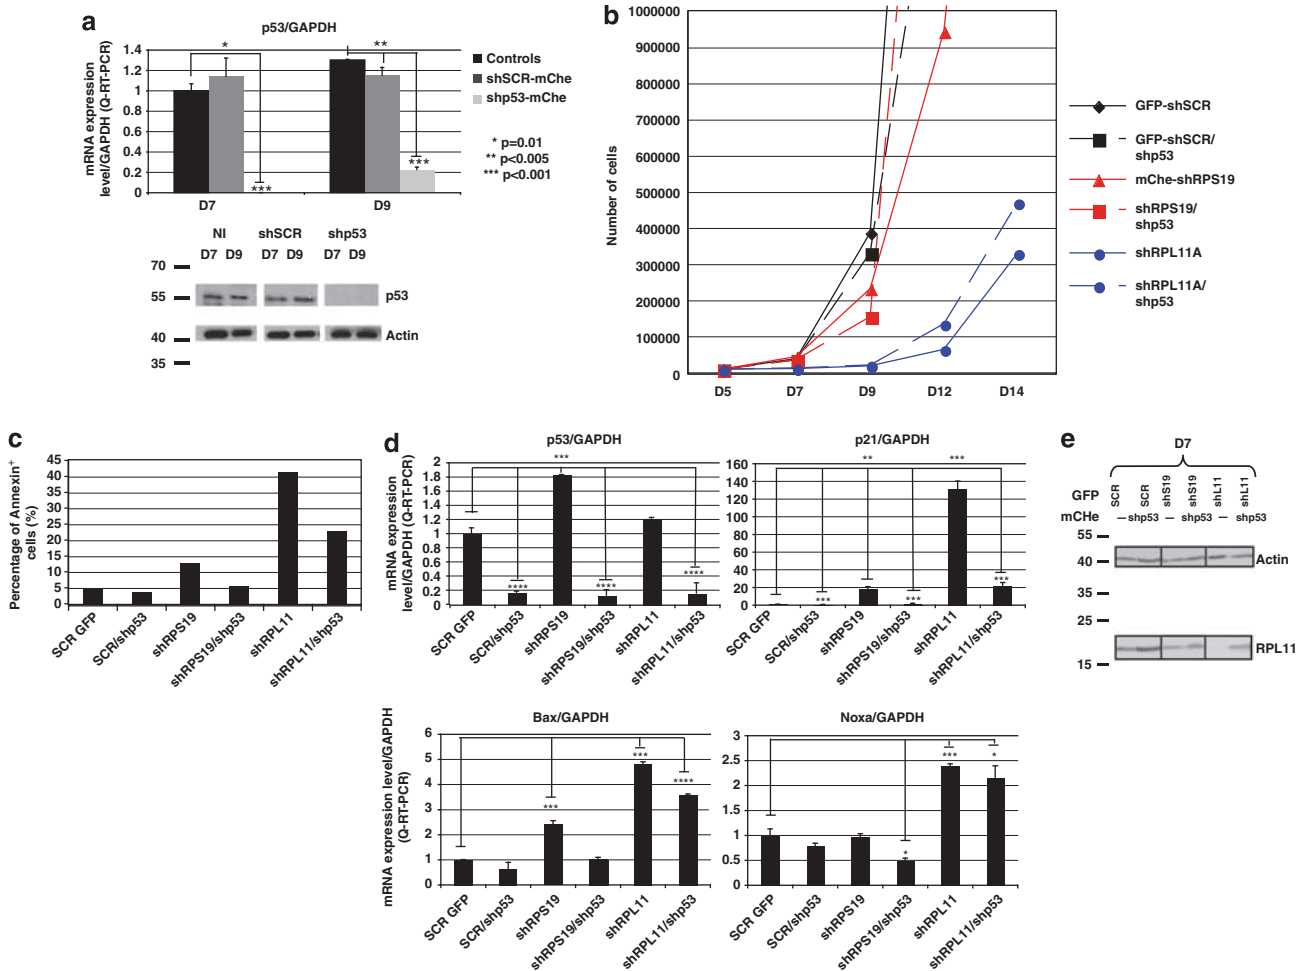 a
p53/GAPDH
mRNA expression
level/GAPDH (Q-RT-PCR)
1.4
1.2
1
0.8
0.6
0.4
0.2
0
*
**
***
***
D7
D9
Controls
shSCR-mChe
shp53-mChe
* p=0.01
** p<0.005
*** p<0.001
NI shSCR shp53
D7 D9 D7 D9 D7 D9
70
55
40
35
p53
Actin
b
Number of cells
1000000
900000
800000
700000
600000
500000
400000
300000
200000
100000
0
D5 D7 D9 D12 D14
GFP-shSCR
GFP-shSCR/
shp53
mChe-shRPS19
shRPS19/
shp53
shRPL11A
shRPL11A/
shp53
c
Percentage of Annexin+
cells (%)
45
40
35
30
25
20
15
10
5
0
SCR GFP
SCR/shp53
shRPS19
shRPS19/shp53
shRPL11
shRPL11/shp53
d
p53/GAPDH
mRNA expression
level/GAPDH (Q-RT-PCR)
2
1.8
1.6
1.4
1.2
1
0.8
0.6
0.4
0.2
0
***
****
****
****
SCR GFP
SCR/shp53
shRPS19
shRPS19/shp53
shRPL11
shRPL11/shp53
p21/GAPDH
160
140
120
100
80
60
40
20
0
**
***
***
***
***
SCR GFP
SCR/shp53
shRPS19
shRPS19/shp53
shRPL11
shRPL11/shp53
Bax/GAPDH
mRNA expression level/GAPDH
(Q-RT-PCR)
6
5
4
3
2
1
0
***
***
****
SCR GFP
SCR/shp53
shRPS19
shRPS19/shp53
shRPL11
shRPL11/shp53
Noxa/GAPDH
3
2.5
2
1.5
1
0.5
0
*
***
*
SCR GFP
SCR/shp53
shRPS19
shRPS19/shp53
shRPL11
shRPL11/shp53
e
D7
GFP SCR SCR shS19 shS19 shL11 shL11
mCHe – shp53 – shp53 – shp53
55
40
35
25
15
Actin
RPL11